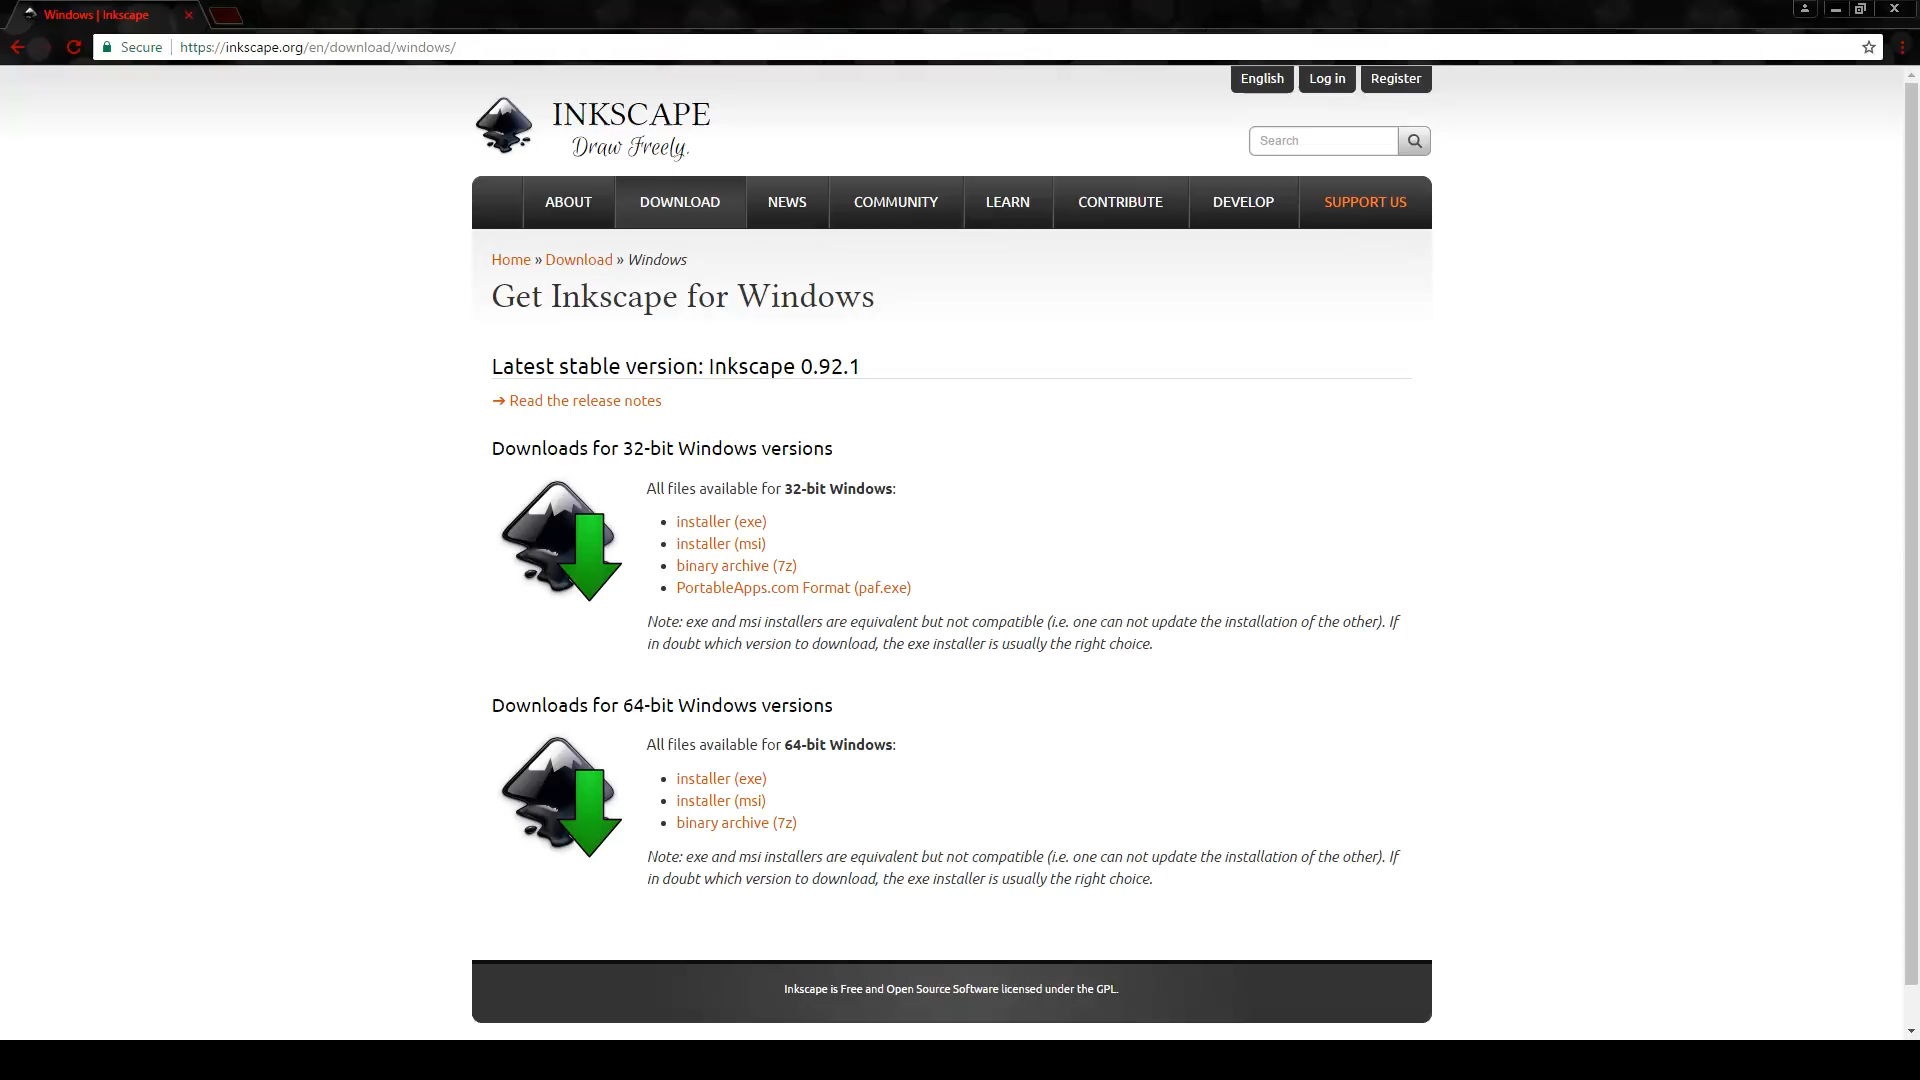 Windows | Inkscape
Secure https://inkscape.org/en/download/windows/
English Log in Register
INKSCAPE
Draw Freely.
Search
ABOUT DOWNLOAD NEWS COMMUNITY LEARN CONTRIBUTE DEVELOP SUPPORT US
Home » Download » Windows
Get Inkscape for Windows
Latest stable version: Inkscape 0.92.1
➔ Read the release notes
Downloads for 32-bit Windows versions
All files available for 32-bit Windows:
• installer (exe)
• installer (msi)
• binary archive (7z)
• PortableApps.com Format (paf.exe)
Note: exe and msi installers are equivalent but not compatible (i.e. one can not update the installation of the other). If
in doubt which version to download, the exe installer is usually the right choice.
Downloads for 64-bit Windows versions
All files available for 64-bit Windows:
• installer (exe)
• installer (msi)
• binary archive (7z)
Note: exe and msi installers are equivalent but not compatible (i.e. one can not update the installation of the other). If
in doubt which version to download, the exe installer is usually the right choice.
Inkscape is Free and Open Source Software licensed under the GPL.